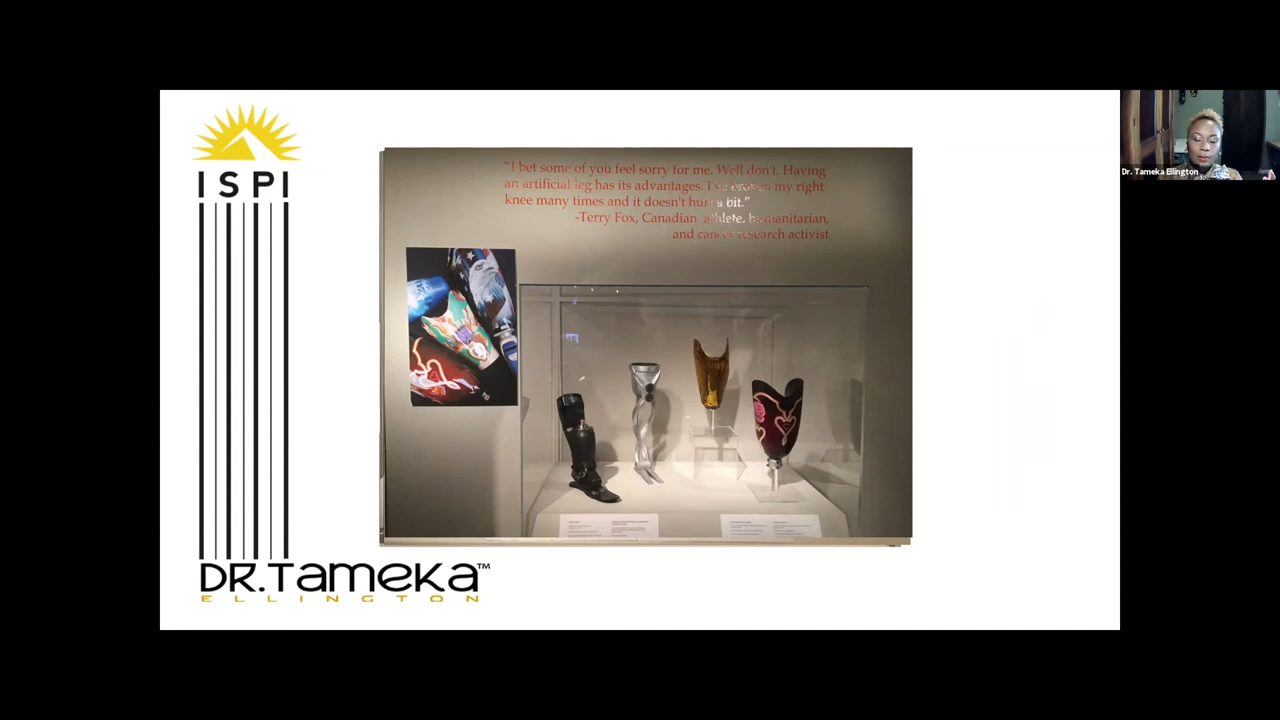 ISPI
"I bet some of you feel sorry for me. Well don't. Having
an artificial leg has its advantages. I've broken my right
knee many times and it doesn't hurt a bit."
-Terry Fox, Canadian athlete, humanitarian,
and cancer research activist
DR.TAMEKA™
ELLINGTON
Dr. Tameka Ellington